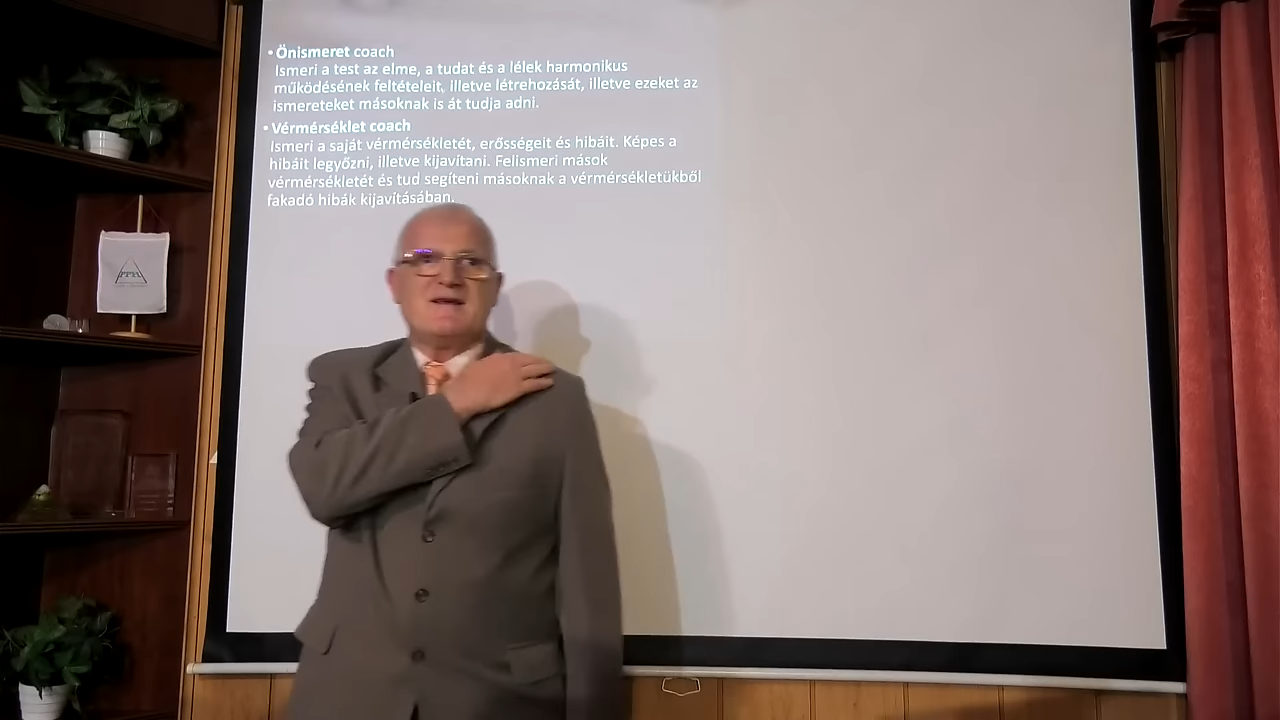 • Önismeret coach
Ismeri a test az elme, a tudat és a lélek harmonikus
működésének feltételeit, illetve létrehozását, illetve ezeket az
ismereteket másoknak is át tudja adni.
• Vérmérséklet coach
Ismeri a saját vérmérsékletét, erősségeit és hibáit. Képes a
hibáit legyőzni, illetve kijavítani. Felismeri mások
vérmérsékletét és tud segíteni másoknak a vérmérsékletükből
fakadó hibák kijavításában.